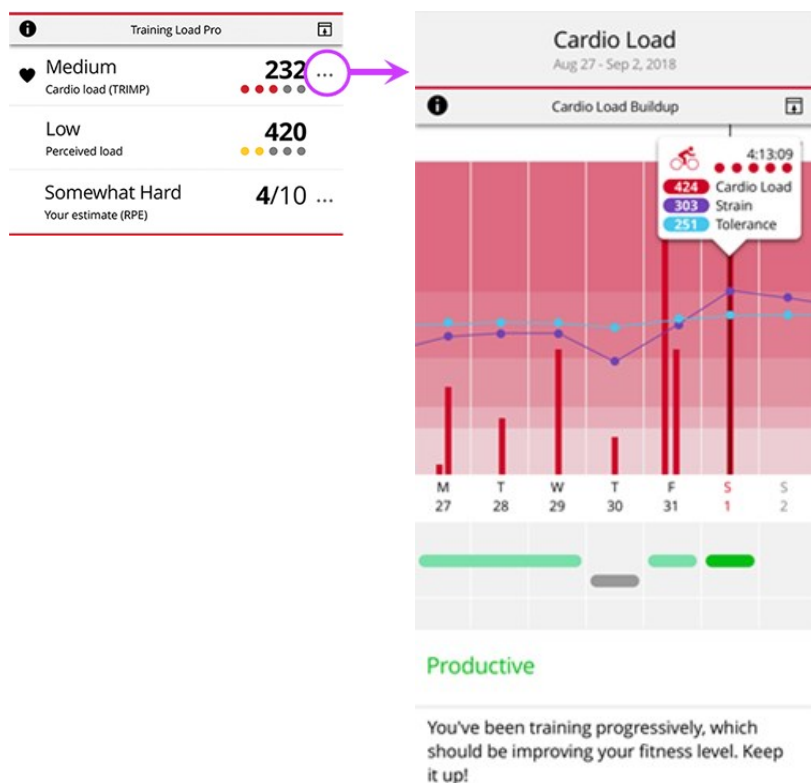 Training Load Pro
Medium
232 ...
Cardio load (TRIMP)
Low
420
Perceived load
Somewhat Hard
4/10 ...
Your estimate (RPE)
Cardio Load
Aug 27 - Sep 2, 2018
Cardio Load Buildup
4:13:09
424 Cardio Load
303 Strain
251 Tolerance
M T W T F S S
27 28 29 30 31 1 2
Productive
You've been training progressively, which
should be improving your fitness level. Keep
it up!